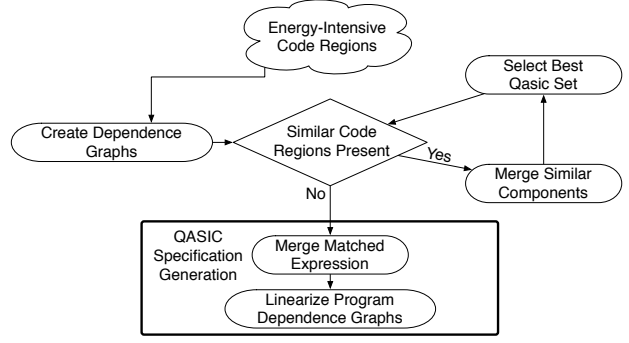 Energy-Intensive
Code Regions
Select Best
Qasic Set
Create Dependence
Graphs
Similar Code
Regions Present
Yes
Merge Similar
Components
No
QASIC
Specification
Generation
Merge Matched
Expression
Linearize Program
Dependence Graphs